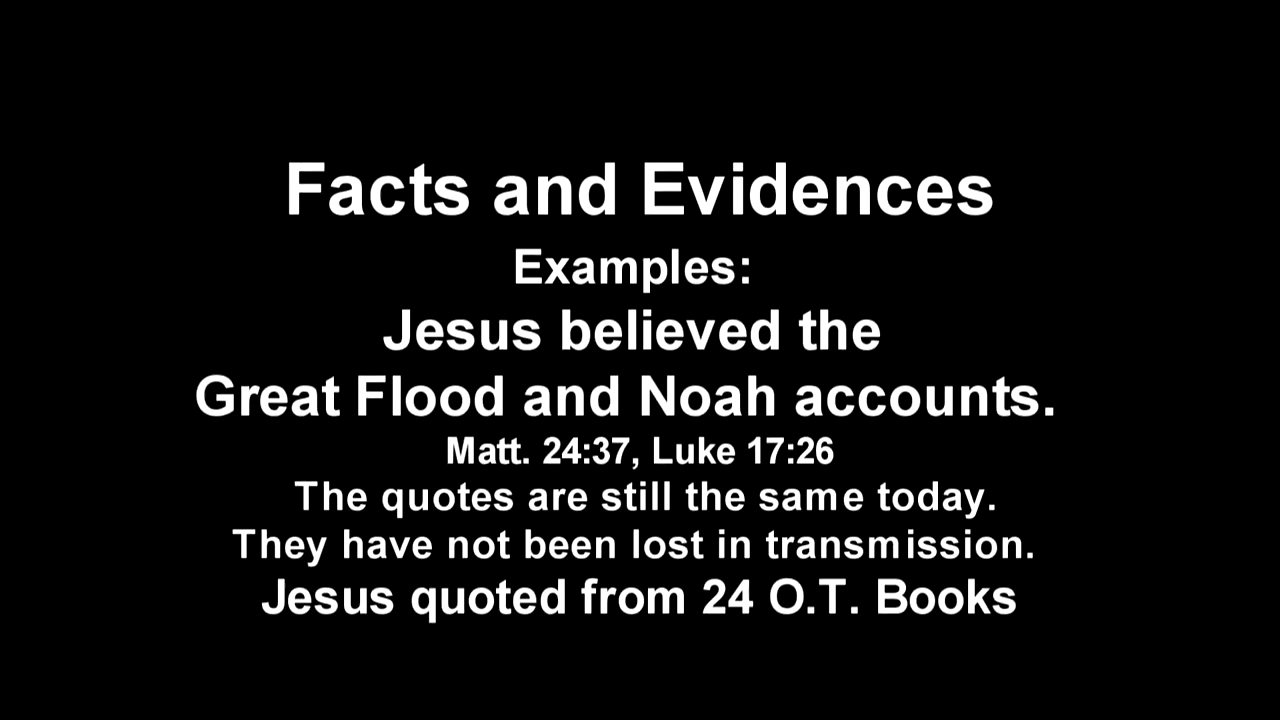 Facts and Evidences
Examples:
Jesus believed the
Great Flood and Noah accounts.
Matt. 24:37, Luke 17:26
The quotes are still the same today.
They have not been lost in transmission.
Jesus quoted from 24 O.T. Books